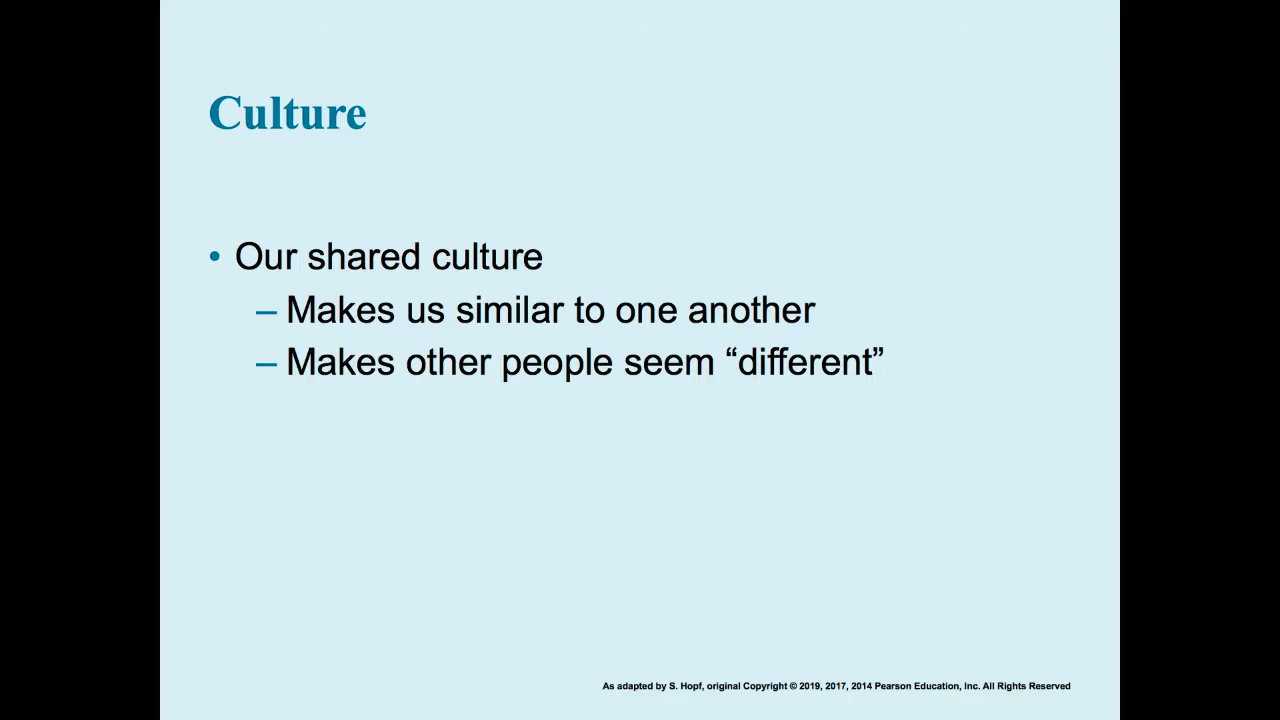 Culture
• Our shared culture
– Makes us similar to one another
– Makes other people seem “different”
As adapted by S. Hopf, original Copyright © 2019, 2017, 2014 Pearson Education, Inc. All Rights Reserved